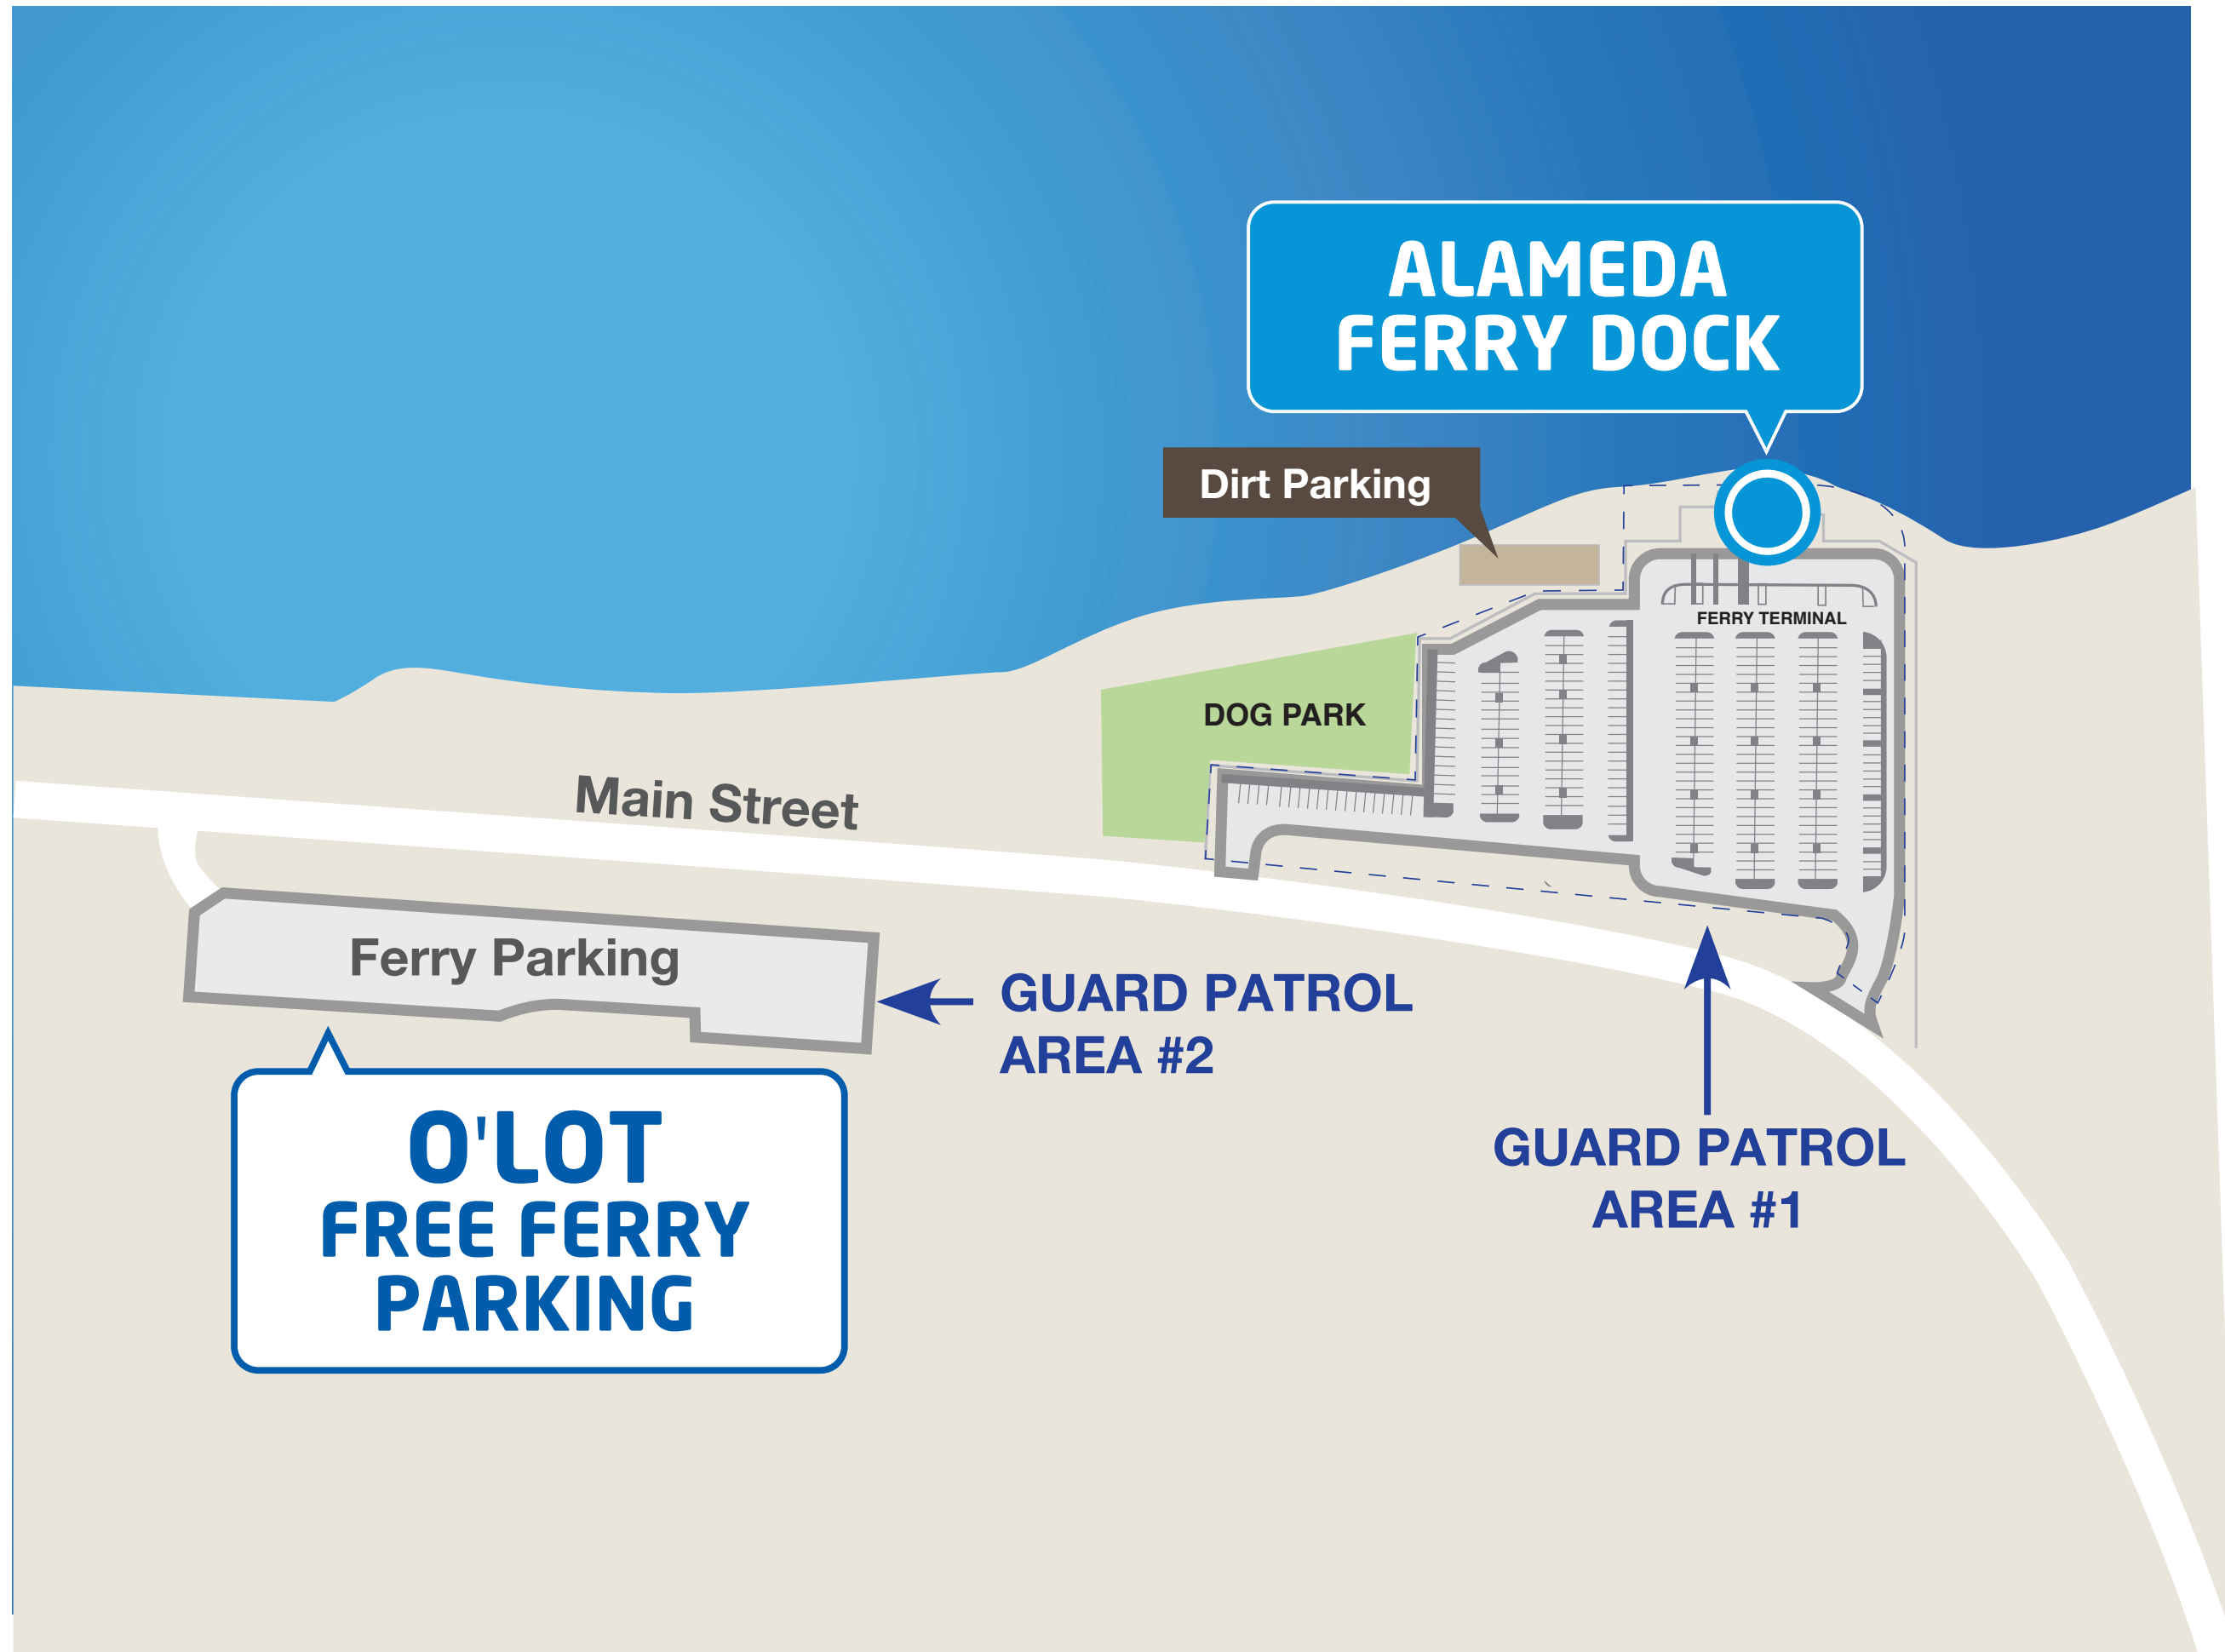 ALAMEDA
FERRY DOCK
Dirt Parking
FERRY TERMINAL
DOG PARK
Main Street
Ferry Parking
GUARD PATROL
AREA #2
O'LOT
FREE FERRY
PARKING
GUARD PATROL
AREA #1